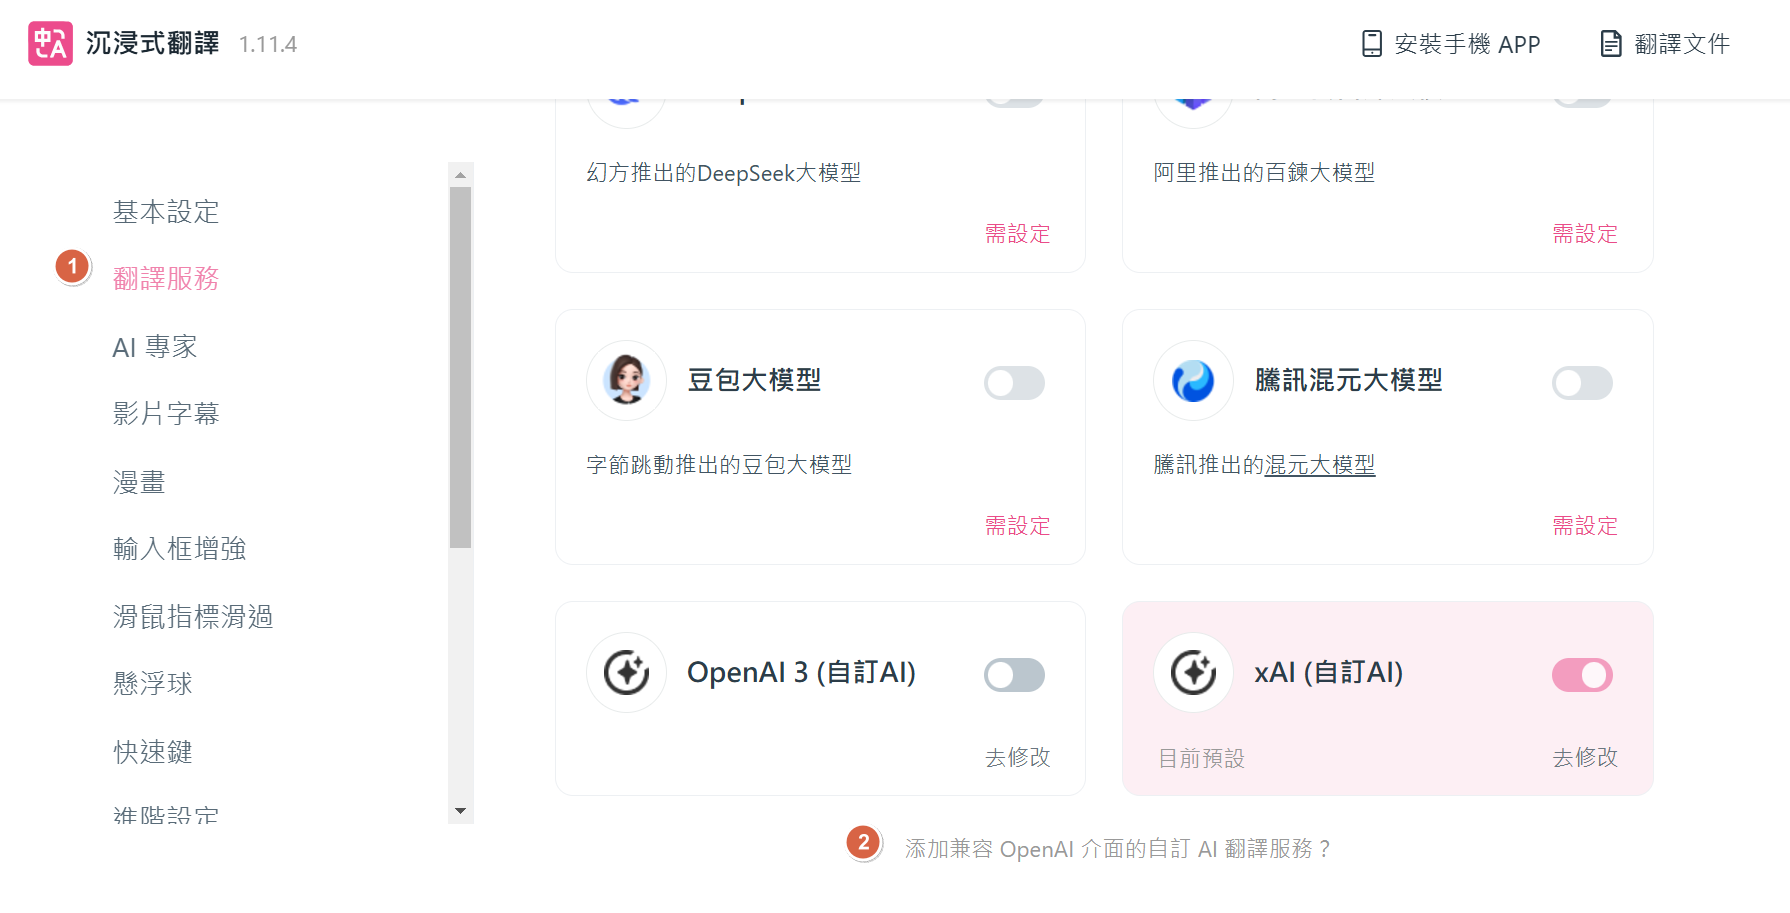 沉浸式翻譯 1.11.4
安裝手機 APP
翻譯文件
基本設定
1
翻譯服務
AI 專家
影片字幕
漫畫
輸入框增強
滑鼠指標滑過
懸浮球
快速鍵
進階設定
幻方推出的DeepSeek大模型
需設定
阿里推出的百鍊大模型
需設定
豆包大模型
字節跳動推出的豆包大模型
需設定
騰訊混元大模型
騰訊推出的混元大模型
需設定
OpenAI 3 (自訂AI)
去修改
xAI (自訂AI)
目前預設
去修改
2
添加兼容 OpenAI 介面的自訂 AI 翻譯服務？